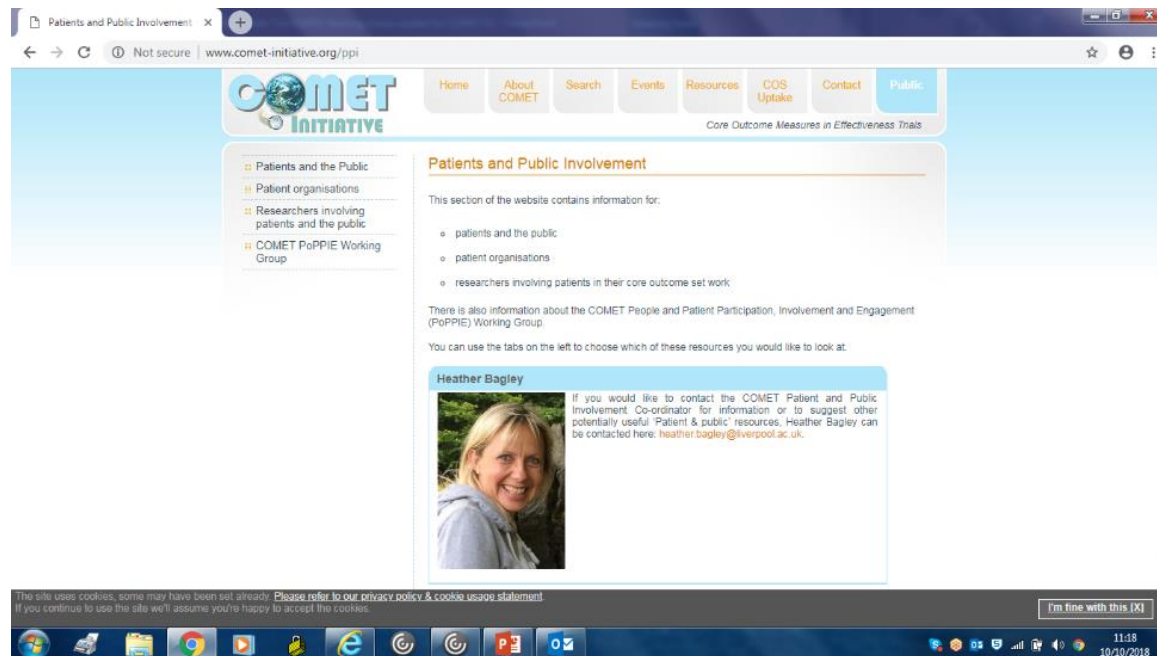 Patients and Public Involvement
Not secure | www.comet-initiative.org/ppi
COMET
INITIATIVE
Home
About
COMET
Search
Events
Resources
COS
Uptake
Contact
Public
Core Outcome Measures in Effectiveness Trials
Patients and the Public
Patient organisations
Researchers involving
patients and the public
COMET PoPPIE Working
Group
Patients and Public Involvement
This section of the website contains information for:
patients and the public
patient organisations
researchers involving patients in their core outcome set work
There is also information about the COMET People and Patient Participation, Involvement and Engagement
(PoPPIE) Working Group.
You can use the tabs on the left to choose which of these resources you would like to look at.
Heather Bagley
If you would like to contact the COMET Patient and Public
Involvement Co-ordinator for information or to suggest other
potentially useful 'Patient & public' resources, Heather Bagley can
be contacted here: heather.bagley@liverpool.ac.uk.
The site uses cookies, some may have been set already. Please refer to our privacy policy & cookie usage statement.
If you continue to use the site we'll assume you're happy to accept the cookies.
I'm fine with this [X]
11:18
10/10/2018